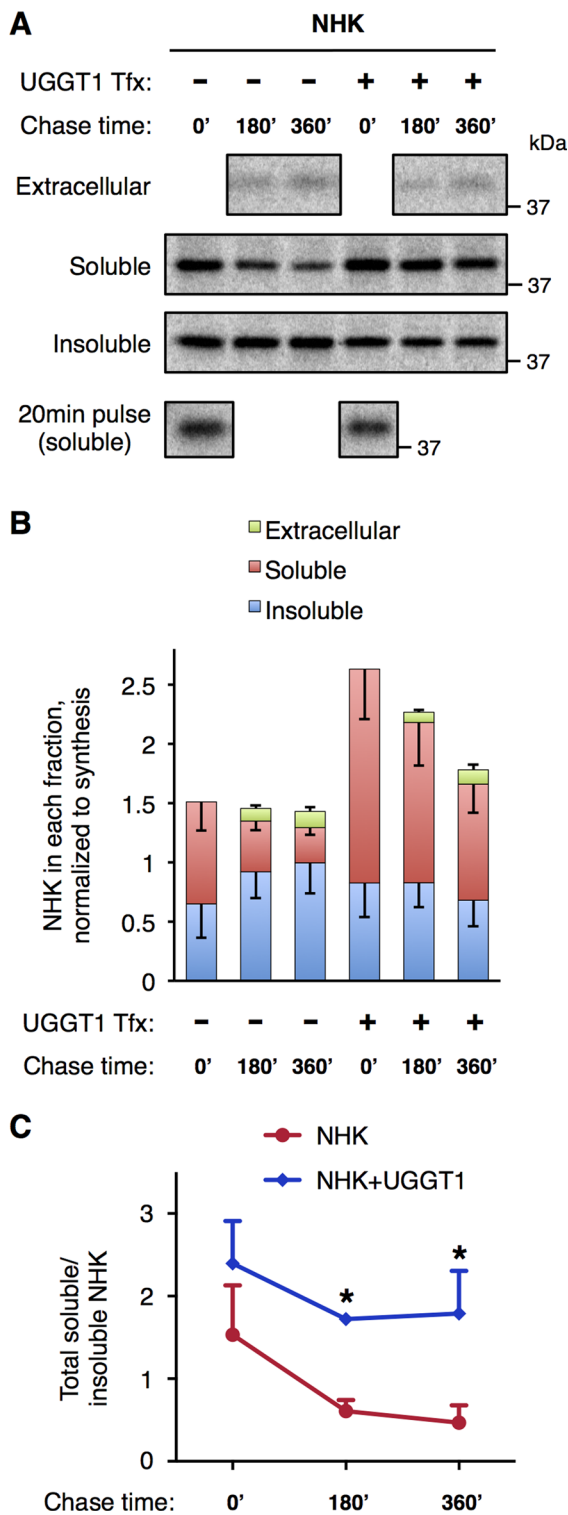 A
NHK
UGGT1 Tfx: – – – + + +
Chase time: 0’ 180’ 360’ 0’ 180’ 360’
kDa
Extracellular
37
Soluble
37
Insoluble
37
20min pulse
(soluble)
37
B
Extracellular
Soluble
Insoluble
NHK in each fraction,
normalized to synthesis
2.5
2
1.5
1
0.5
0
UGGT1 Tfx: – – – + + +
Chase time: 0’ 180’ 360’ 0’ 180’ 360’
C
NHK
NHK+UGGT1
Total soluble/
insoluble NHK
3
2
1
0
* *
Chase time: 0’ 180’ 360’